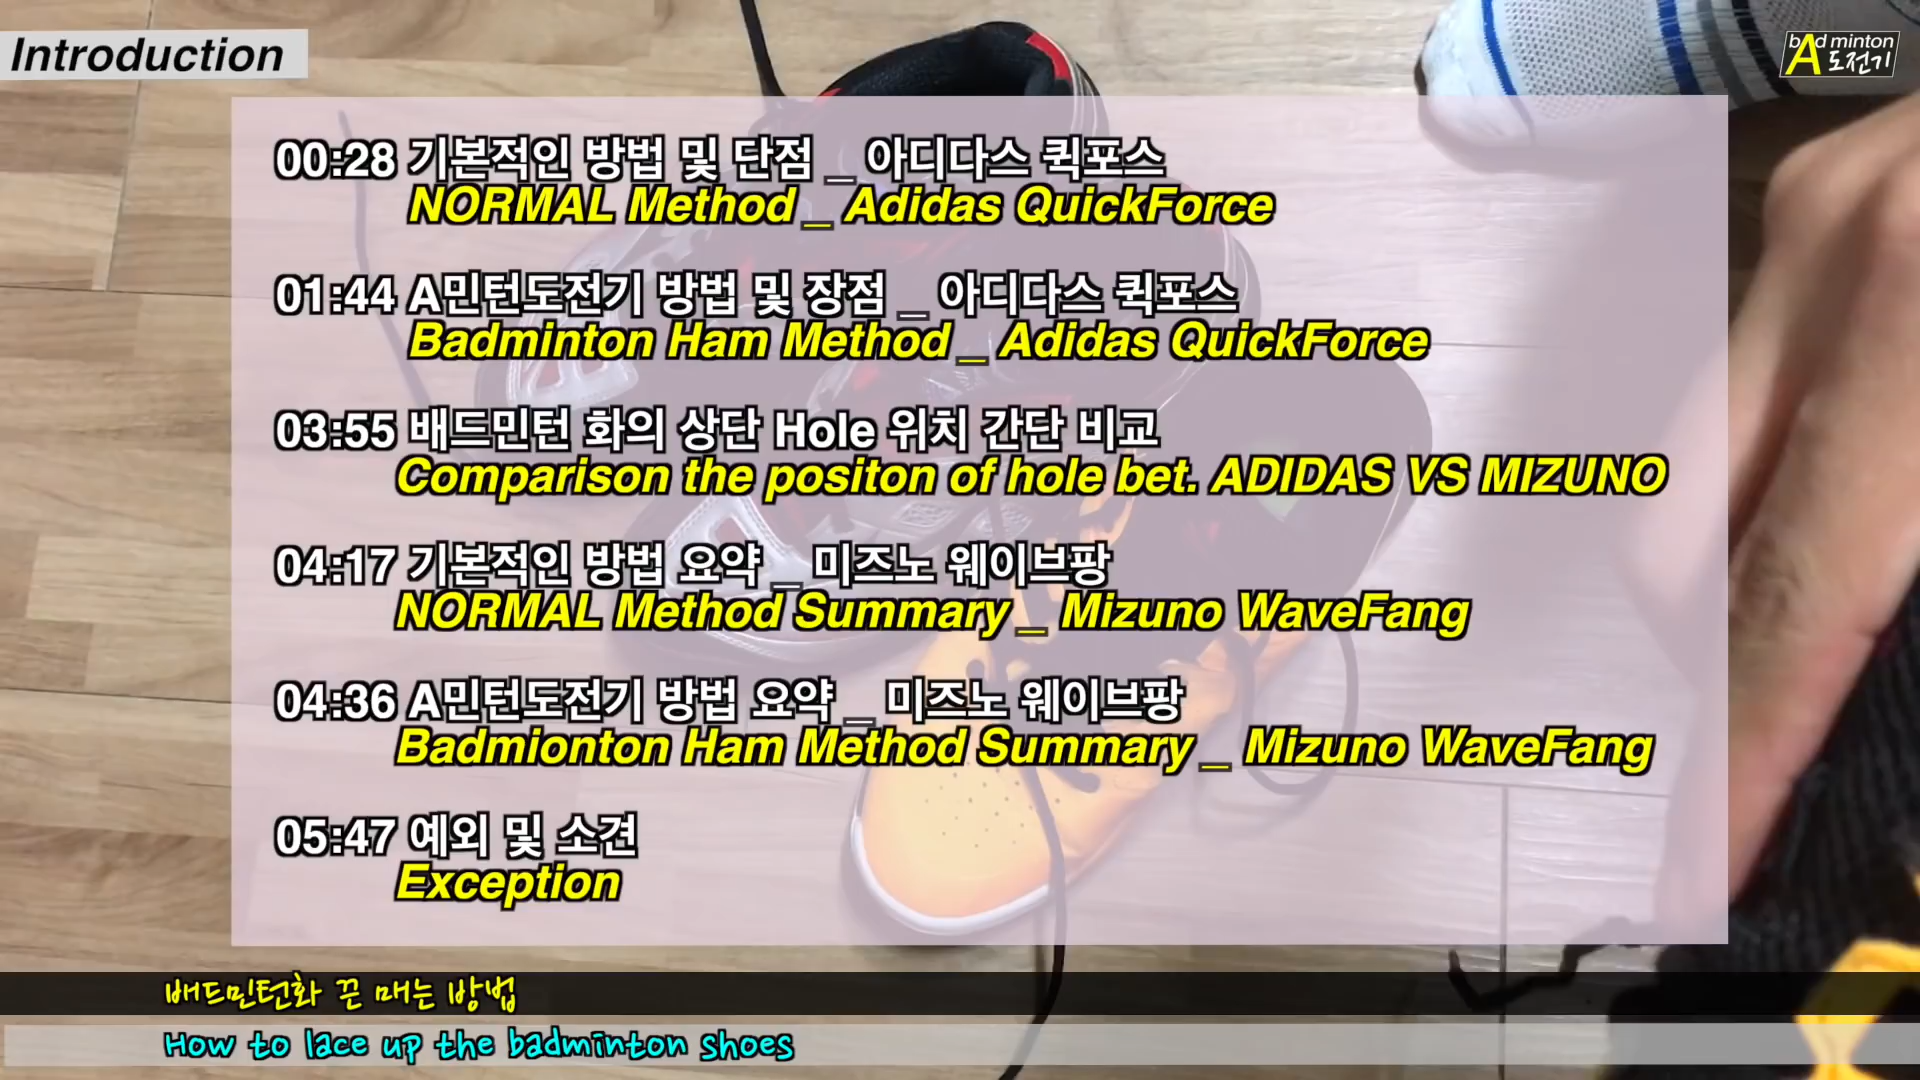 Introduction
bAd minton
도전기
00:28 기본적인 방법 및 단점 _ 아디다스 퀵포스
NORMAL Method _ Adidas QuickForce
01:44 A민턴도전기 방법 및 장점 _ 아디다스 퀵포스
Badminton Ham Method _ Adidas QuickForce
03:55 배드민턴 화의 상단 Hole 위치 간단 비교
Comparison the positon of hole bet. ADIDAS VS MIZUNO
04:17 기본적인 방법 요약 _ 미즈노 웨이브팡
NORMAL Method Summary _ Mizuno WaveFang
04:36 A민턴도전기 방법 요약 _ 미즈노 웨이브팡
Badmionton Ham Method Summary _ Mizuno WaveFang
05:47 예외 및 소견
Exception
배드민턴화 끈 매는 방법
How to lace up the badminton shoes